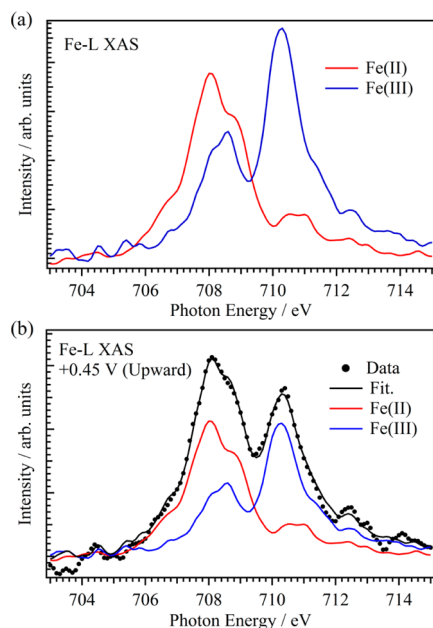 (a)
Fe-L XAS
Fe(II)
Fe(III)
Intensity / arb. units
704 706 708 710 712 714
Photon Energy / eV
(b)
Fe-L XAS
+0.45 V (Upward)
Data
Fit.
Fe(II)
Fe(III)
Intensity / arb. units
704 706 708 710 712 714
Photon Energy / eV